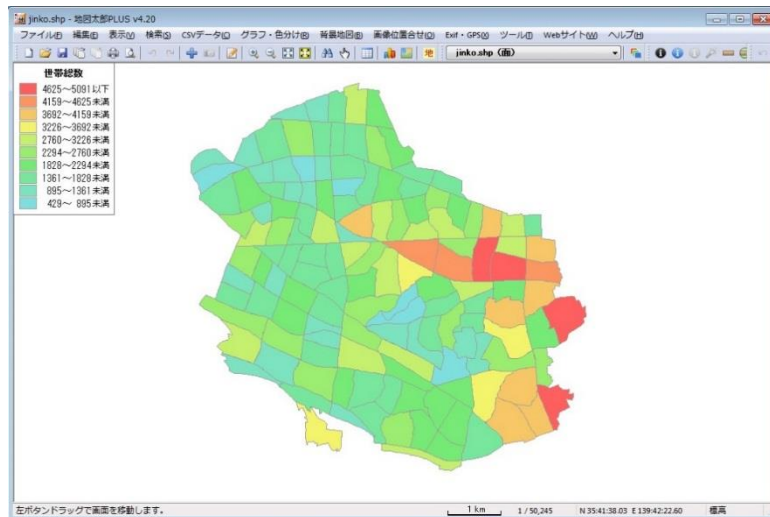 jinko.shp - 地図太郎PLUS v4.20
ファイル(F) 編集(E) 表示(V) 検索(S) CSVデータ(C) グラフ・色分け(B) 背景地図(B) 画像位置合せ(D) Exif・GPS(X) ツール(T) Webサイト(W) ヘルプ(H)
jinko.shp (面)
世帯総数
4625～5091以下
4159～4625未満
3692～4159未満
3226～3692未満
2760～3226未満
2294～2760未満
1828～2294未満
1361～1828未満
895～1361未満
429～ 895未満
左ボタンドラッグで画面を移動します。
1 km
1 / 50,245
N 35:41:38.03 E 139:42:22.60
標高